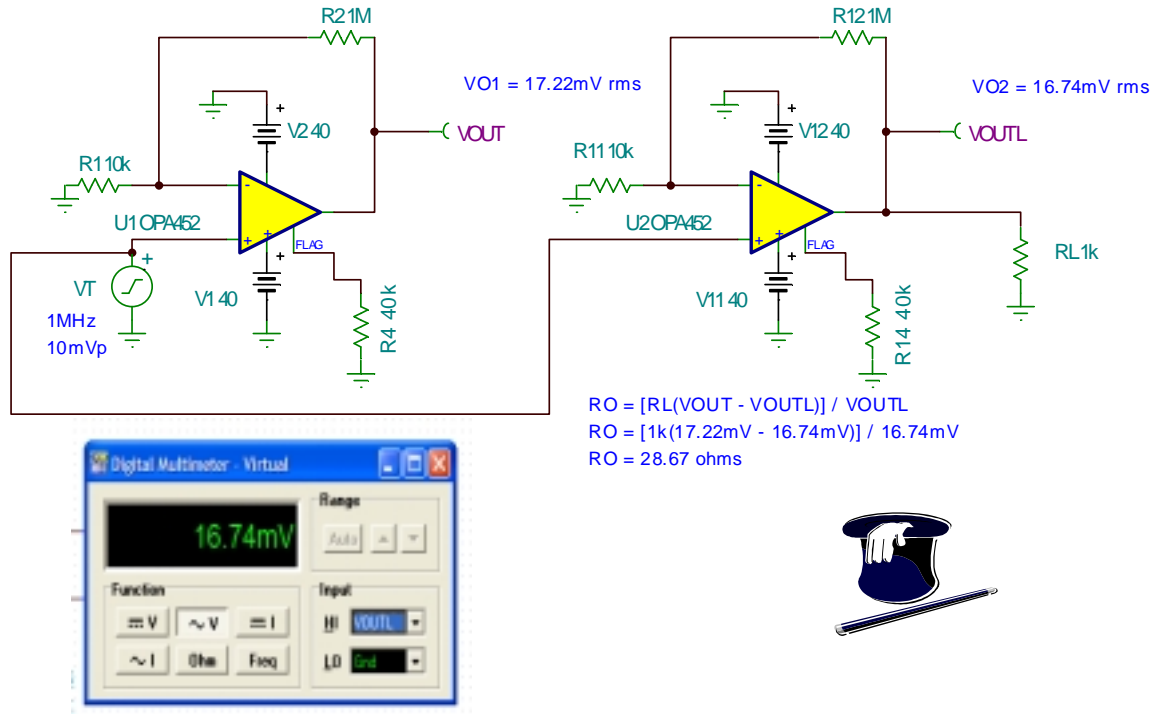 R2 1M
R12 1M
VO1 = 17.22mV rms
VO2 = 16.74mV rms
+
V2 40
VOUT
+
V12 40
VOUTL
R1 10k
R11 10k
-
-
U1 OPA452
U2 OPA452
+
+
FLAG
+
+
FLAG
+
VT
1MHz
10mVp
+
V1 40
R4 40k
+
V11 40
R14 40k
RL 1k
RO = [RL(VOUT - VOUTL)] / VOUTL
RO = [1k(17.22mV - 16.74mV)] / 16.74mV
RO = 28.67 ohms
Digital Multimeter - Virtual
16.74mV
Range
Auto
Function
= V
~ V
= I
~ I
Ohm
Freq
Input
HI VOUTL
LO Gnd